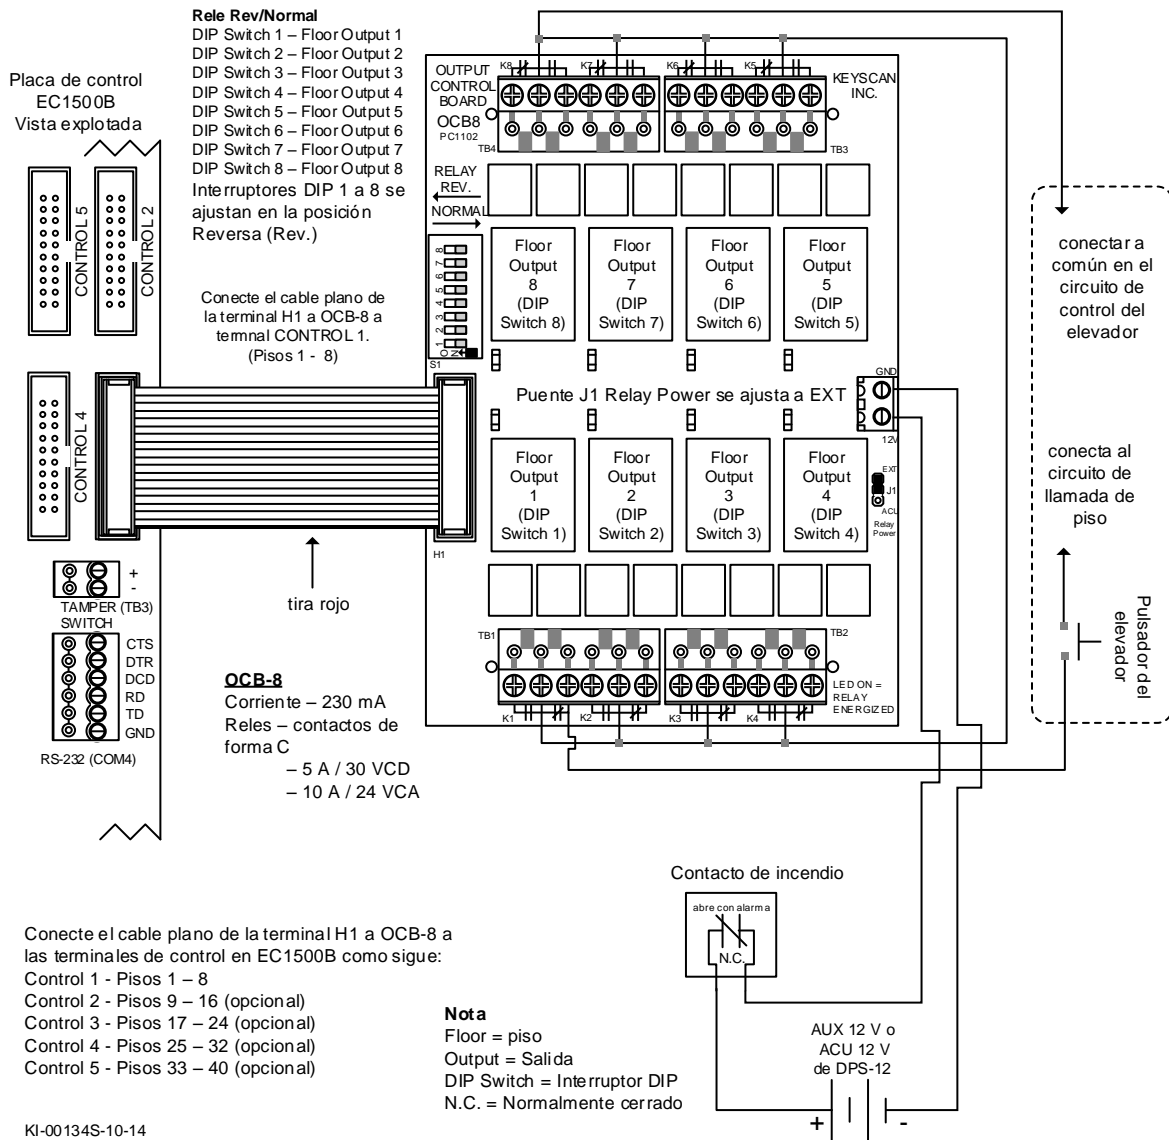 Rele Rev/Normal
DIP Switch 1 – Floor Output 1
DIP Switch 2 – Floor Output 2
DIP Switch 3 – Floor Output 3
DIP Switch 4 – Floor Output 4
DIP Switch 5 – Floor Output 5
DIP Switch 6 – Floor Output 6
DIP Switch 7 – Floor Output 7
DIP Switch 8 – Floor Output 8
Interruptores DIP 1 a 8 se
ajustan en la posición
Reversa (Rev.)
Placa de control
EC1500B
Vista explotada
CONTROL 5
CONTROL 2
CONTROL 4
Conecte el cable plano de
la terminal H1 a OCB-8 a
termnal CONTROL 1.
(Pisos 1 - 8)
tira rojo
TAMPER (TB3)
SWITCH
+
-
CTS
DTR
DCD
RD
TD
GND
RS-232 (COM4)
OCB-8
Corriente – 230 mA
Reles – contactos de
forma C
– 5 A / 30 VCD
– 10 A / 24 VCA
OUTPUT
CONTROL
BOARD
OCB8
PC1102
K8
K7
K6
K5
KEYSCAN
INC.
TB4
TB3
RELAY
REV.
NORMAL
8
7
6
5
4
3
2
1
ON
S1
Floor
Output
8
(DIP
Switch 8)
Floor
Output
7
(DIP
Switch 7)
Floor
Output
6
(DIP
Switch 6)
Floor
Output
5
(DIP
Switch 5)
Puente J1 Relay Power se ajusta a EXT
GND
12V
Floor
Output
1
(DIP
Switch 1)
Floor
Output
2
(DIP
Switch 2)
Floor
Output
3
(DIP
Switch 3)
Floor
Output
4
(DIP
Switch 4)
EXT
J1
ACU
Relay
Power
H1
TB1
TB2
K1
K2
K3
K4
LED ON =
RELAY
ENERGIZED
conectar a
común en el
circuito de
control del
elevador
conecta al
circuito de
llamada de
piso
Pulsador del
elevador
Contacto de incendio
abre con alarma
N.C.
AUX 12 V o
ACU 12 V
de DPS-12
+
-
Conecte el cable plano de la terminal H1 a OCB-8 a
las terminales de control en EC1500B como sigue:
Control 1 - Pisos 1 – 8
Control 2 - Pisos 9 – 16 (opcional)
Control 3 - Pisos 17 – 24 (opcional)
Control 4 - Pisos 25 – 32 (opcional)
Control 5 - Pisos 33 – 40 (opcional)
Nota
Floor = piso
Output = Salida
DIP Switch = Interruptor DIP
N.C. = Normalmente cerrado
KI-00134S-10-14